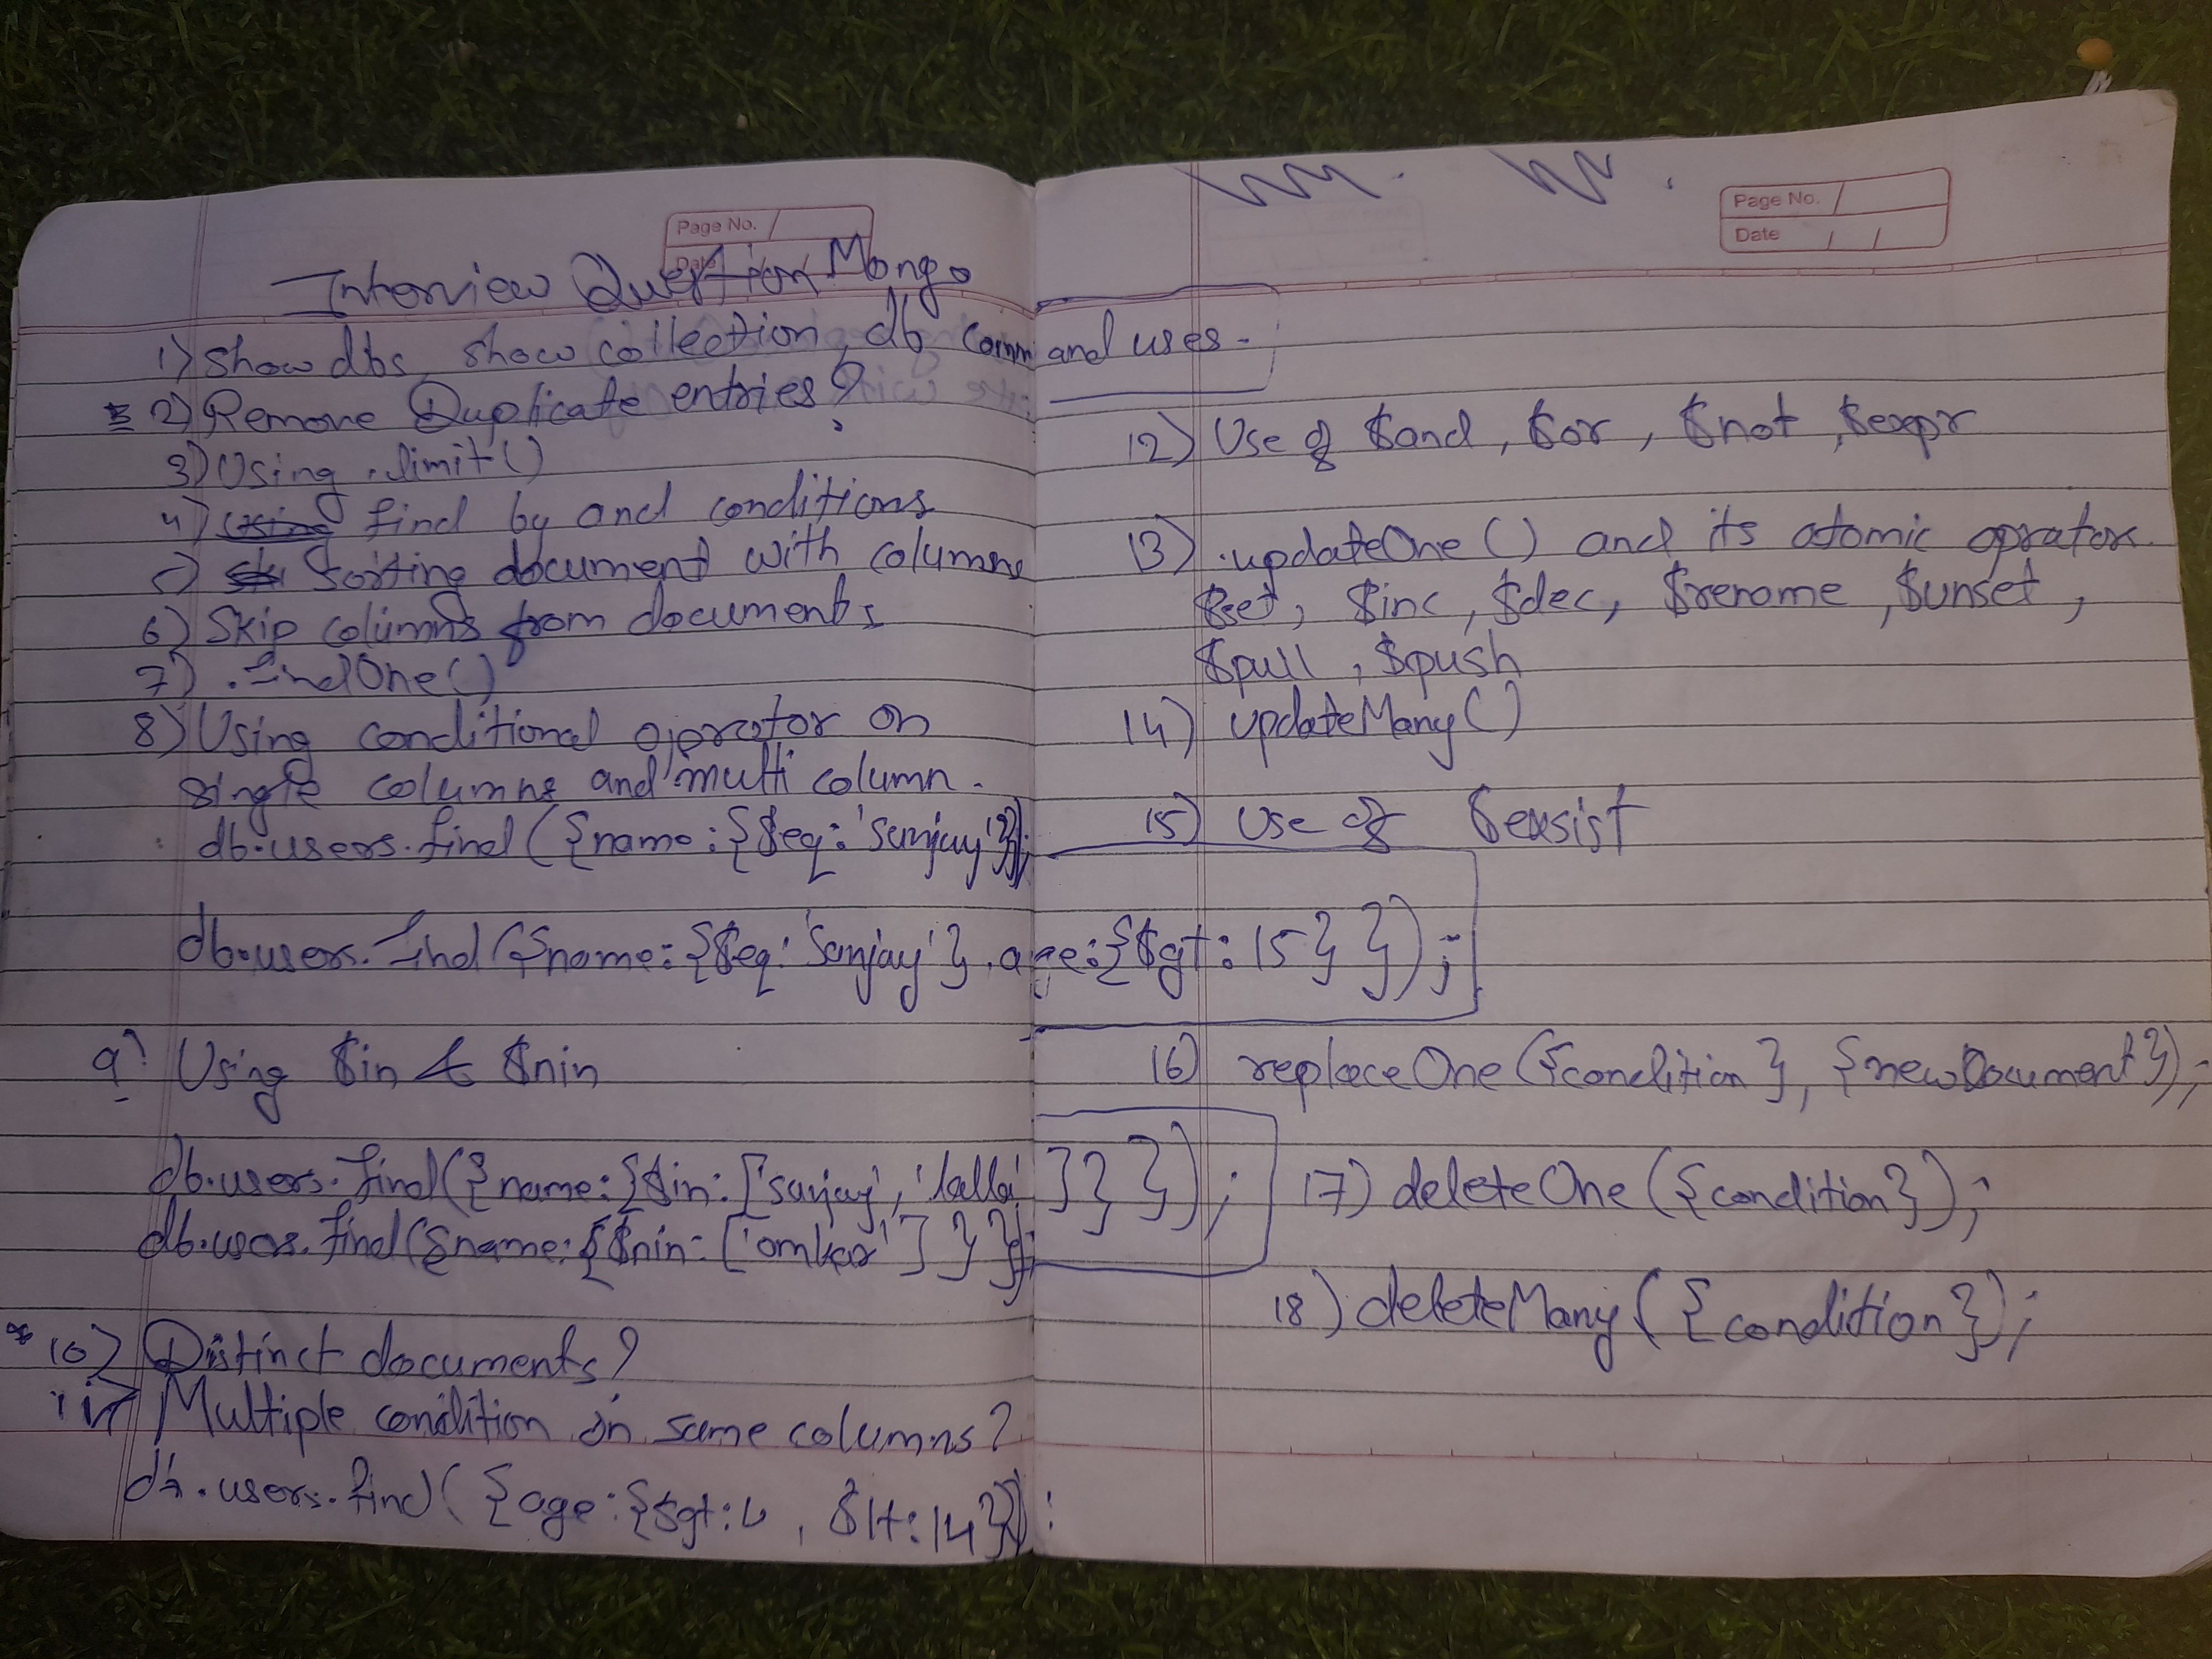 Page No.
Date
Interview Question Mongo
1) show dbs show collection, db command uses.
2) Remove Duplicate entries?
3) Using .limit()
4) find by and conditions
5) Sorting document with columns
6) Skip columns from documents
7) .findOne()
8) Using conditional oprator on
single columns and multi column.
db.users.find({name:{$eq:'Sanjay'}});
db.users.find({name:{$eq:'Sanjay'}, age:{$gt:15}});
9) Using $in & $nin
db.users.find({name:{$in:['sanjay','lalla']}});
db.users.find({name:{$nin:['omkar']}});
* 10) Distinct documents?
11) Multiple condition on same columns?
db.users.find({age:{$gt:6, $lt:14}});
Page No.
Date
12) Use of $and, $or, $not, $expr
13) .updateOne() and its atomic oprator.
$set, $inc, $dec, $rename, $unset,
$pull, $push
14) updateMany()
15) Use of $exsist
16) replaceOne({condition}, {newDocument});
17) deleteOne({condition});
18) deleteMany({condition});